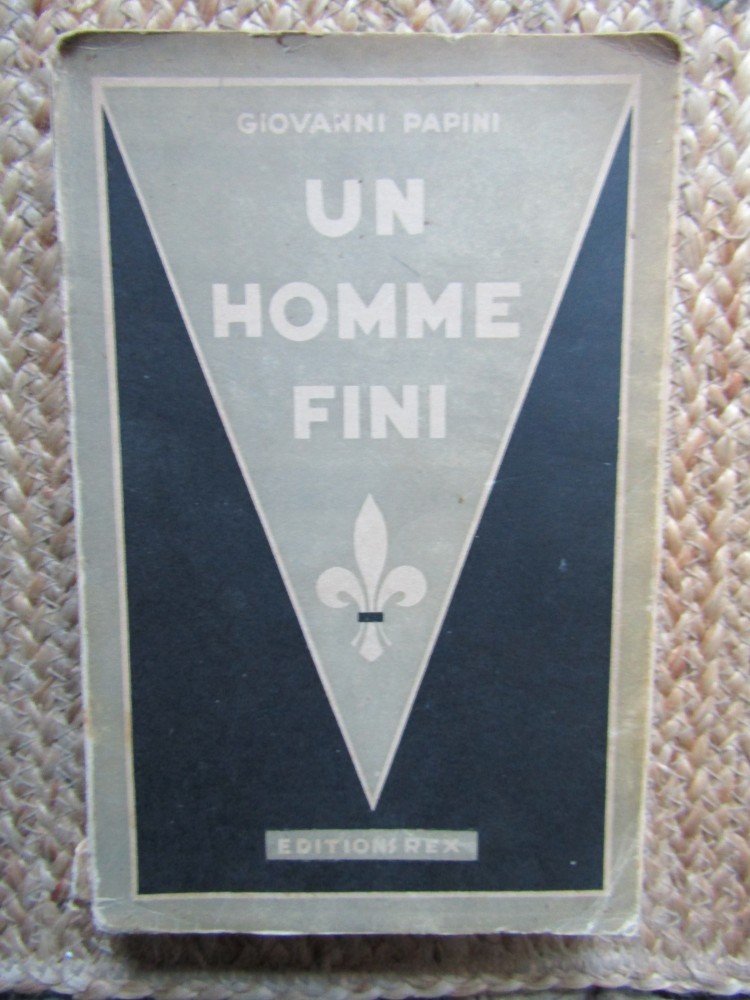 GIOVANNI PAPINI
UN
HOMME
FINI
EDITIONS REX